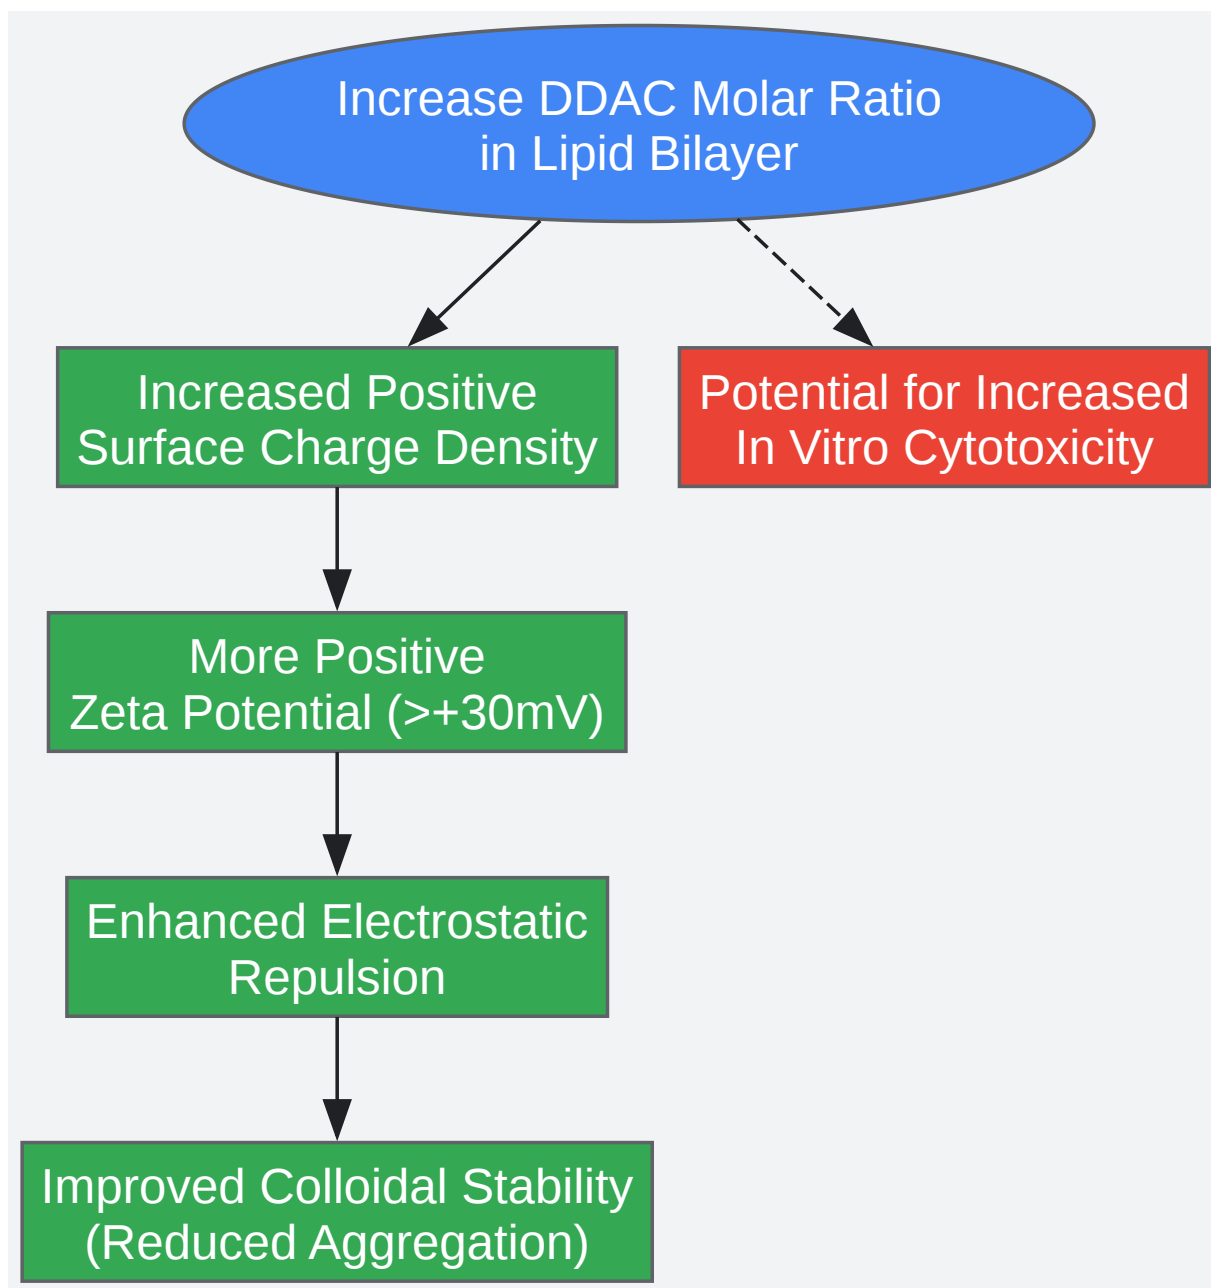 Increase DDAC Molar Ratio
in Lipid Bilayer
Increased Positive
Surface Charge Density
Potential for Increased
In Vitro Cytotoxicity
More Positive
Zeta Potential (>+30mV)
Enhanced Electrostatic
Repulsion
Improved Colloidal Stability
(Reduced Aggregation)